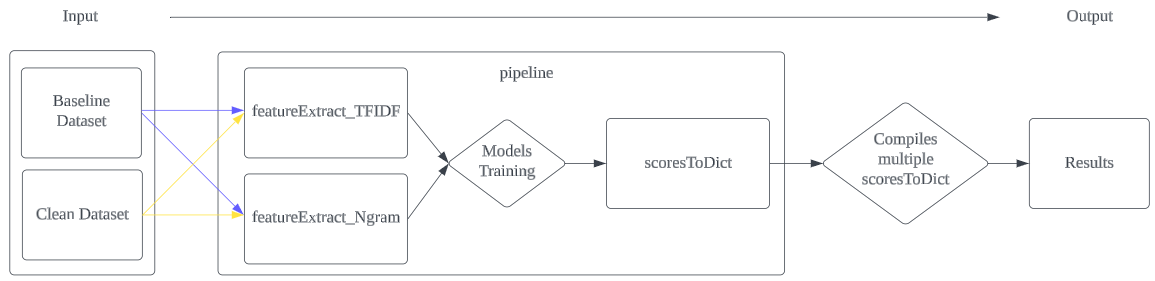 Input
Output
pipeline
Baseline
Dataset
Clean Dataset
featureExtract_TFIDF
featureExtract_Ngram
Models
Training
scoresToDict
Compiles
multiple
scoresToDict
Results